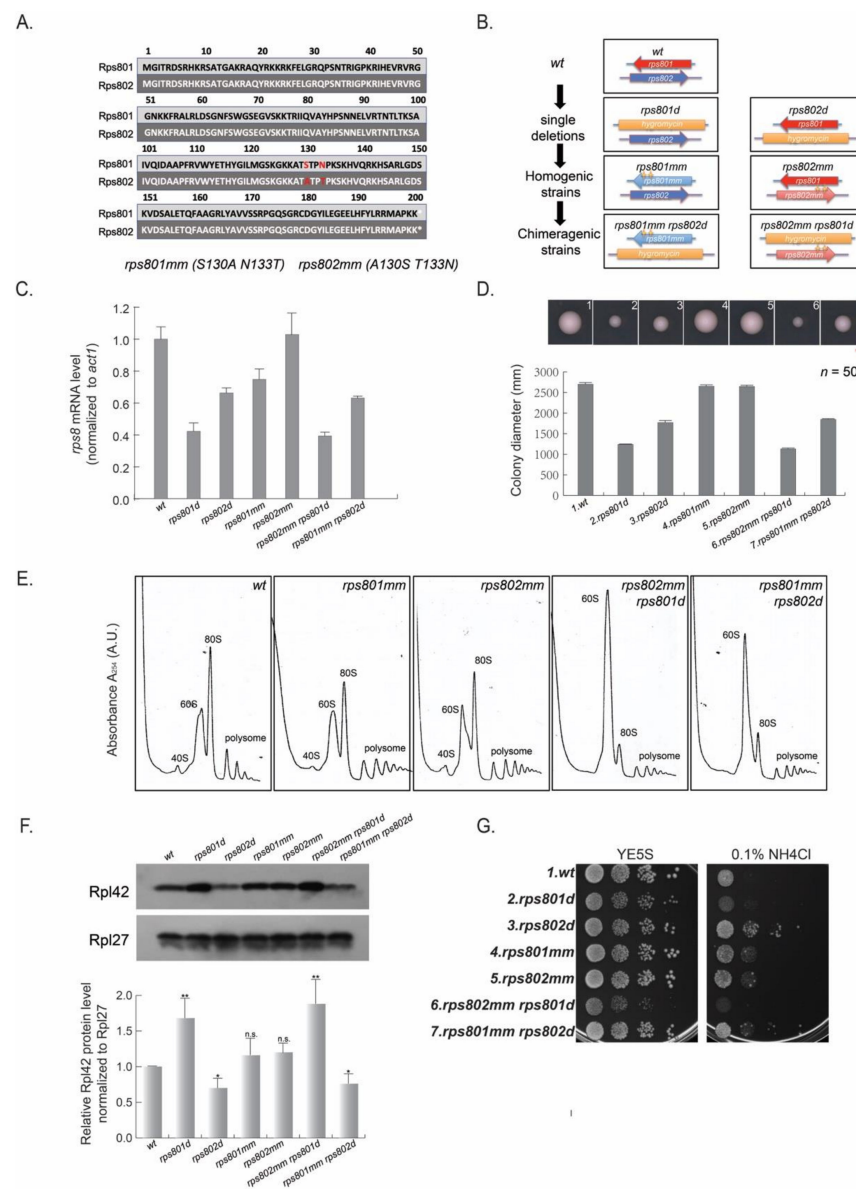 A.
1 10 20 30 40 50
Rps801 MGITRDSRHKRSATGAKRAQYRKKRKFELGRQPSNTRIGPKRIHEVRVRG
Rps802 MGITRDSRHKRSATGAKRAQYRKKRKFELGRQPSNTRIGPKRIHEVRVRG
51 60 70 80 90 100
Rps801 GNKKFRALRLDSGNFSWGSEGVSKKTRIIQVAYHPSNNELVRTNTLTKSA
Rps802 GNKKFRALRLDSGNFSWGSEGVSKKTRIIQVAYHPSNNELVRTNTLTKSA
101 110 120 130 140 150
Rps801 IVQIDAAPFRVWYETHYGILMGSKGKKATSTPNPKSKHVQRKHSARLGDS
Rps802 IVQIDAAPFRVWYETHYGILMGSKGKKAT TP PKSKHVQRKHSARLGDS
151 160 170 180 190 200
Rps801 KVDSALETQFAAGRLYAVVSSRPGQSGRCDGYILEGEELHFYLRRMAPKK
Rps802 KVDSALETQFAAGRLYAVVSSRPGQSGRCDGYILEGEELHFYLRRMAPKK*
rps801mm (S130A N133T) rps802mm (A130S T133N)
B.
wt
wt
rps801
rps802
single
deletions
rps801d
hygromycin
rps802
rps802d
rps801
hygromycin
Homogenic
strains
rps801mm
rps801mm
rps802
rps802mm
rps801
rps802mm
Chimeragenic
strains
rps801mm rps802d
rps801mm
hygromycin
rps802mm rps801d
hygromycin
rps802mm
C.
rps8 mRNA level
(normalized to act1)
1.2
1.0
0.8
0.6
0.4
0.2
0.0
wt
rps801d
rps802d
rps801mm
rps802mm
rps802mm rps801d
rps801mm rps802d
D.
1 2 3 4 5 6
n = 50
Colony diameter (mm)
3000
2500
2000
1500
1000
500
0
1.wt
2.rps801d
3.rps802d
4.rps801mm
5.rps802mm
6.rps802mm rps801d
7.rps801mm rps802d
E.
Absorbance A254 (A.U.)
wt
40S
60S
80S
polysome
rps801mm
40S
60S
80S
polysome
rps802mm
40S
60S
80S
polysome
rps802mm
rps801d
60S
80S
polysome
rps801mm
rps802d
60S
80S
polysome
F.
wt
rps801d
rps802d
rps801mm
rps802mm
rps802mm rps801d
rps801mm rps802d
Rpl42
Rpl27
Relative Rpl42 protein level
normalized to Rpl27
2.0
1.5
1.0
0.5
0.0
**
*
n.s.
n.s.
**
*
wt
rps801d
rps802d
rps801mm
rps802mm
rps802mm rps801d
rps801mm rps802d
G.
YE5S 0.1% NH4Cl
1.wt
2.rps801d
3.rps802d
4.rps801mm
5.rps802mm
6.rps802mm rps801d
7.rps801mm rps802d